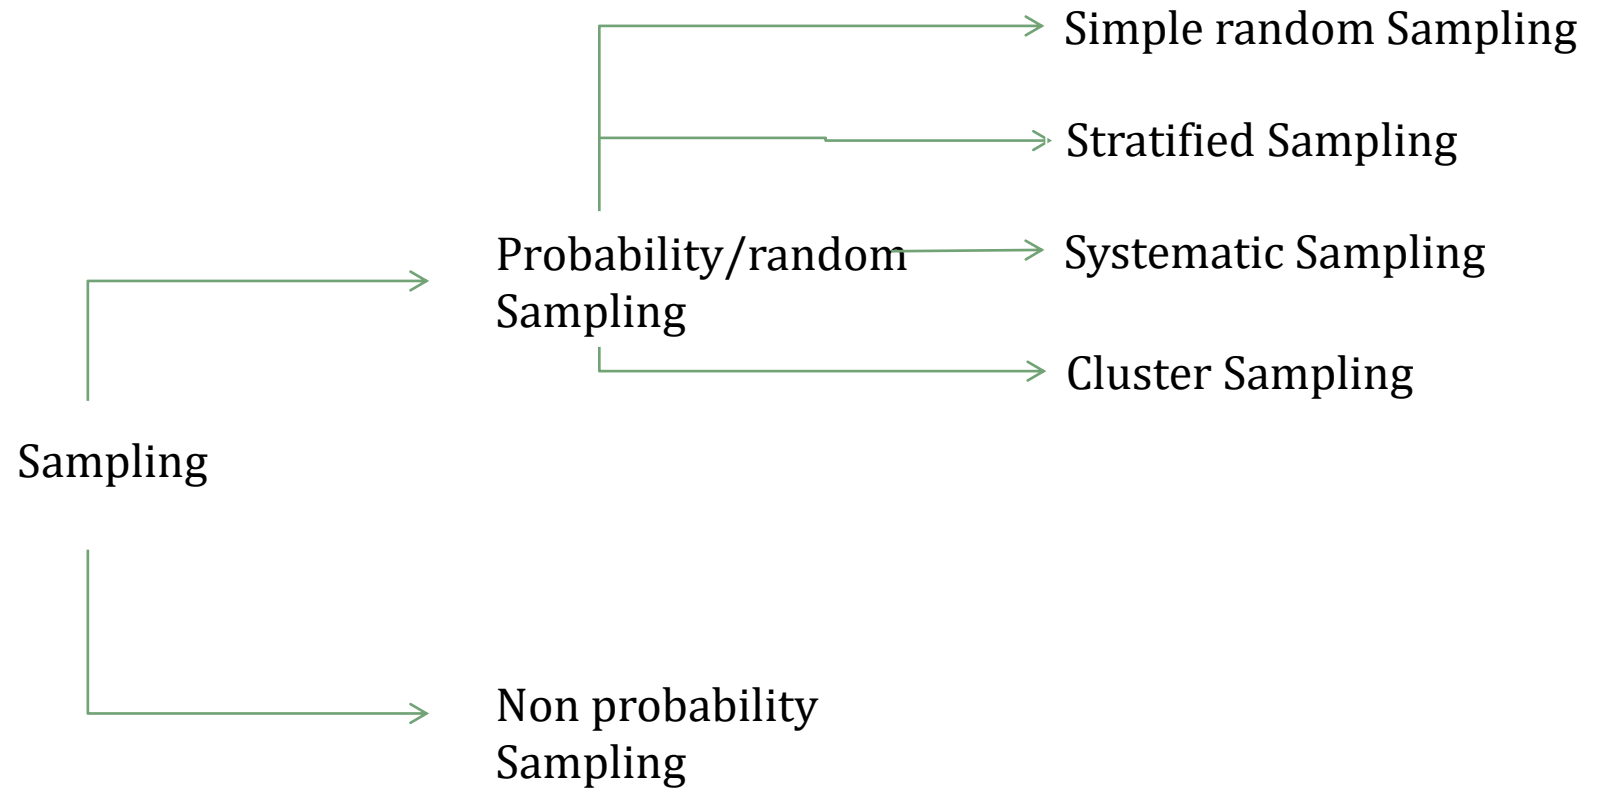 Simple random Sampling
Stratified Sampling
Probability/random
Sampling
Systematic Sampling
Cluster Sampling
Sampling
Non probability
Sampling